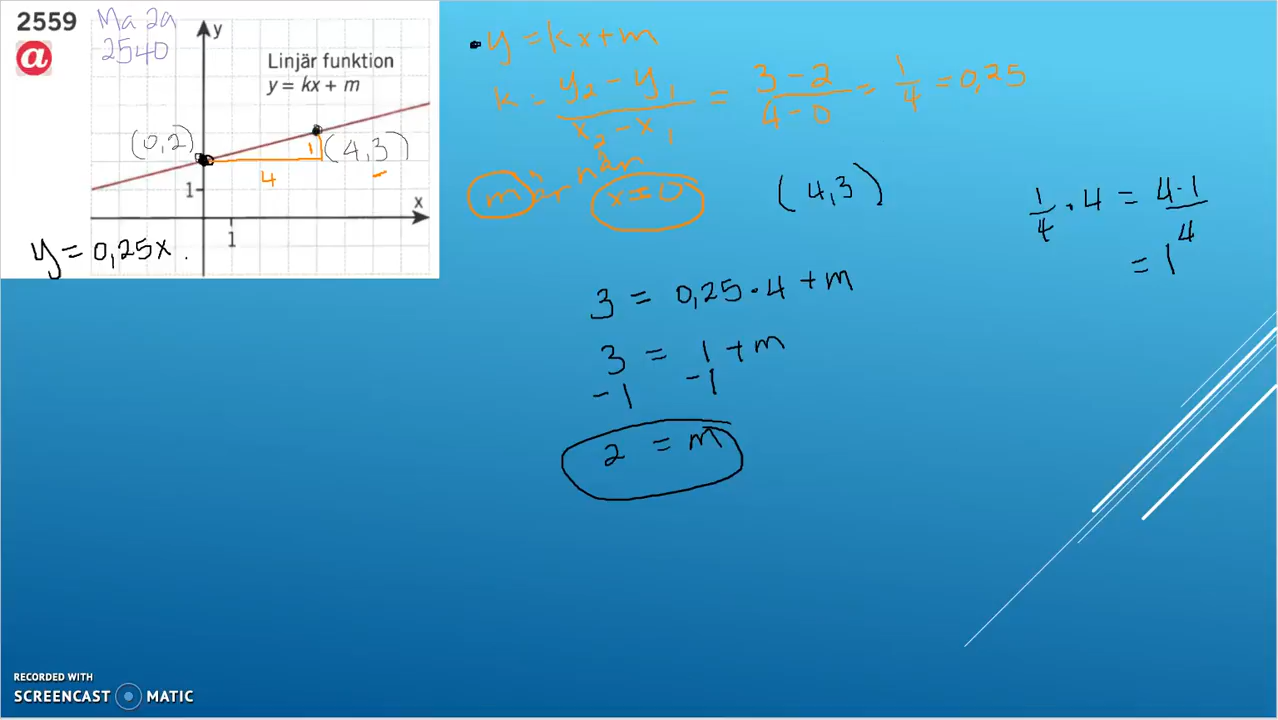 2559
a
Ma 2a
2540
y
Linjär funktion
y = kx + m
(0,2)
(4,3)
1
4
1
x
1
y = 0,25x
y = kx + m
k = y₂ - y₁ / x₂ - x₁ = 3 - 2 / 4 - 0 = 1/4 = 0,25
m är när x = 0
(4,3)
1/4 · 4 = 4·1/4
= 1
3 = 0,25 · 4 + m
3 = 1 + m
-1 -1
2 = m
RECORDED WITH
SCREENCAST MATIC